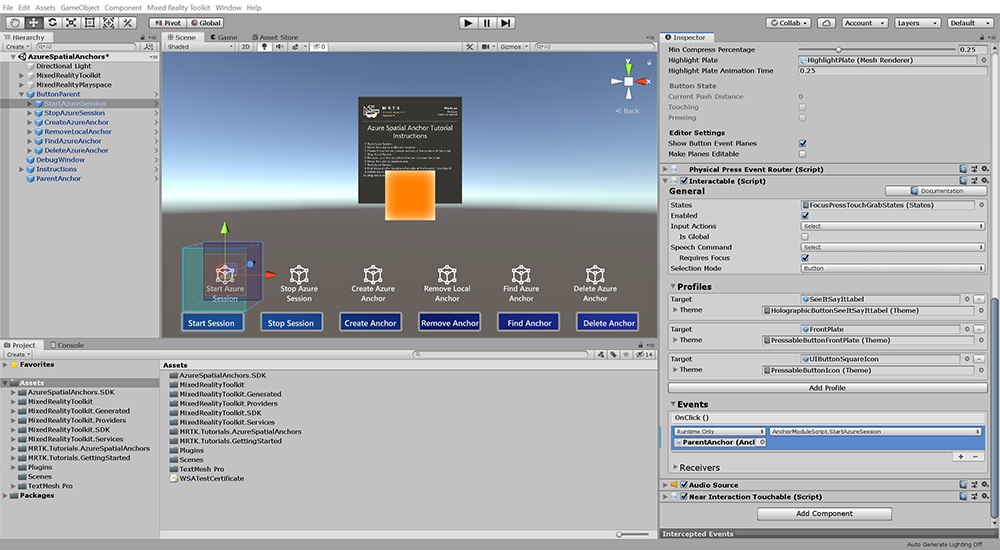 File Edit Assets GameObject Component Mixed Reality Toolkit Window Help
Pivot Global Collab Account Layers Default
Hierarchy
Create All
AzureSpatialAnchors*
Directional Light
MixedRealityToolkit
MixedRealityPlayspace
ButtonParent
StartAzureSession
StopAzureSession
CreateAzureAnchor
RemoveLocalAnchor
FindAzureAnchor
DeleteAzureAnchor
DebugWindow
Instructions
ParentAnchor
Scene Game Asset Store
Shaded 2D 0 Gizmos All
y
x
Back
MRTK
Azure Spatial Anchor Tutorial
Instructions
Start Azure
Session
Stop Azure
Session
Create Azure
Anchor
Remove Local
Anchor
Find Azure
Anchor
Delete Azure
Anchor
Start Session
Stop Session
Create Anchor
Remove Anchor
Find Anchor
Delete Anchor
Project Console
Create 14
Favorites
Assets
AzureSpatialAnchors.SDK
MixedRealityToolkit
MixedRealityToolkit.Generated
MixedRealityToolkit.Providers
MixedRealityToolkit.SDK
MixedRealityToolkit.Services
MRTK.Tutorials.AzureSpatialAnchors
MRTK.Tutorials.GettingStarted
Plugins
Scenes
TextMesh Pro
Packages
Assets
AzureSpatialAnchors.SDK
MixedRealityToolkit
MixedRealityToolkit.Generated
MixedRealityToolkit.Providers
MixedRealityToolkit.SDK
MixedRealityToolkit.Services
MRTK.Tutorials.AzureSpatialAnchors
MRTK.Tutorials.GettingStarted
Plugins
Scenes
TextMesh Pro
WSATestCertificate
Inspector
Min Compress Percentage 0.25
Highlight Plate HighlightPlate (Mesh Renderer)
Highlight Plate Animation Time 0.25
Button State
Current Push Distance 0
Touching
Pressing
Editor Settings
Show Button Event Planes
Make Planes Editable
Physical Press Event Router (Script)
Interactable (Script)
General Documentation
States FocusPressTouchGrabStates (States)
Enabled
Input Actions Select
Is Global
Speech Command Select
Requires Focus
Selection Mode Button
Profiles
Target SeeItSayItLabel
Theme HolographicButtonSeeItSayItLabel (Theme)
Target FrontPlate
Theme PressableButtonFrontPlate (Theme)
Target UIButtonSquareIcon
Theme PressableButtonIcon (Theme)
Add Profile
Events
OnClick ()
Runtime Only AnchorModuleScript.StartAzureSession
ParentAnchor (Ancl
Receivers
Audio Source
Near Interaction Touchable (Script)
Add Component
Intercepted Events
Auto Generate Lighting Off